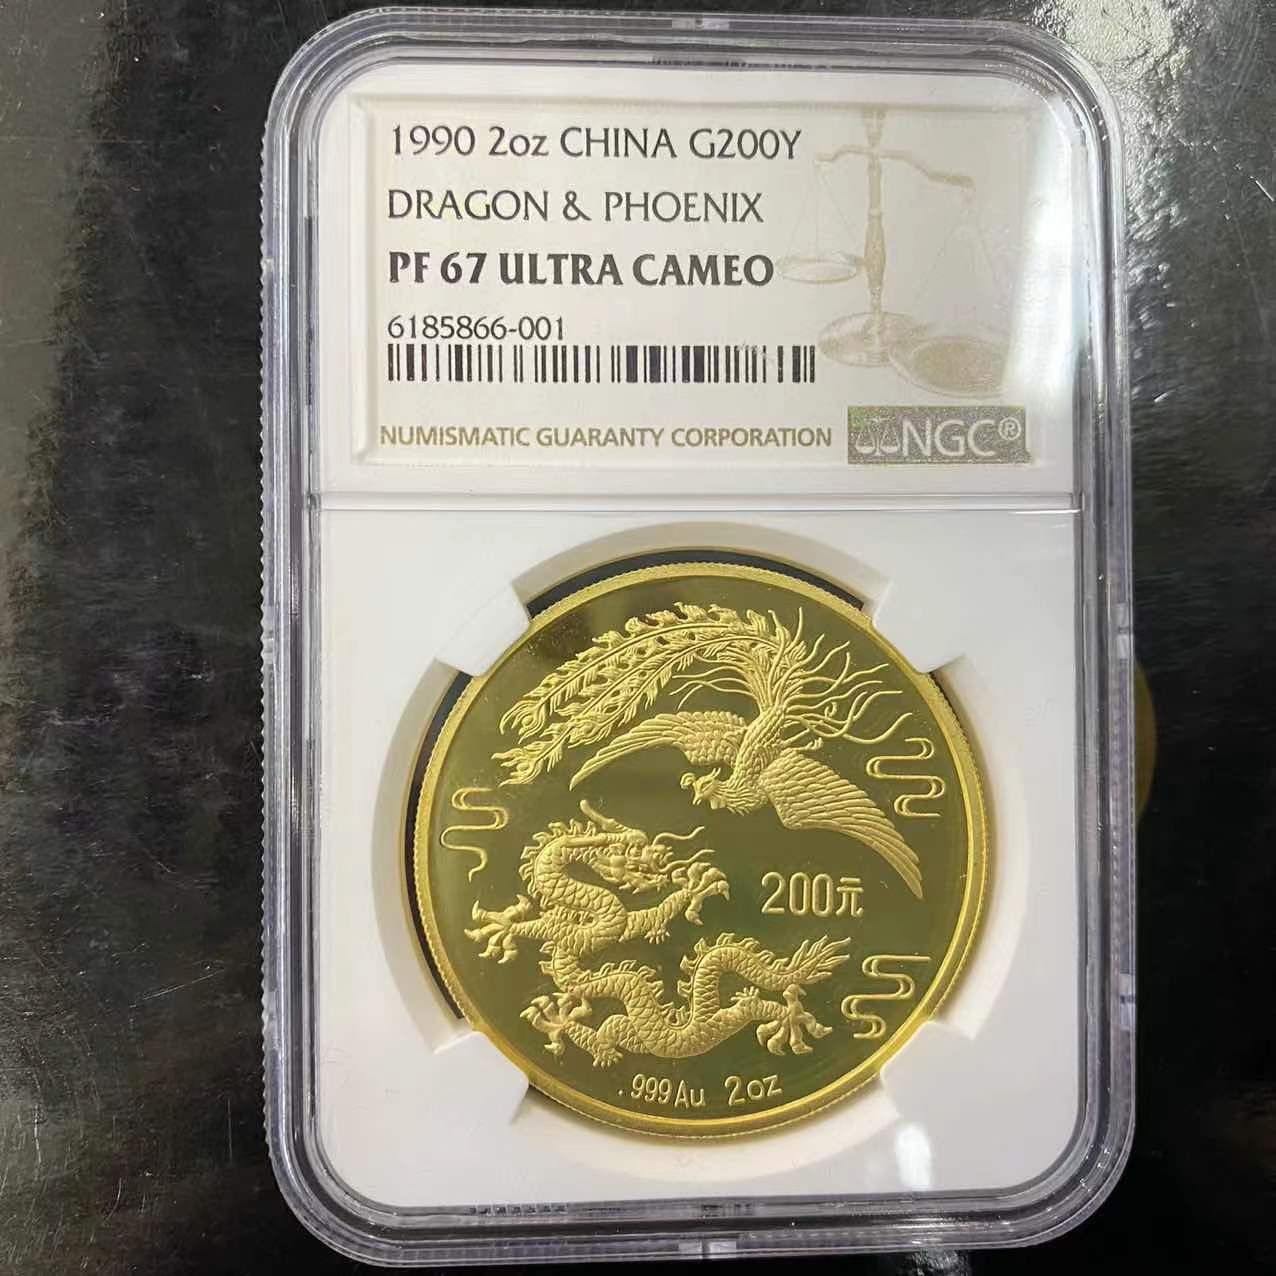 1990 2oz CHINA G200Y
DRAGON & PHOENIX
PF 67 ULTRA CAMEO
6185866-001
NUMISMATIC GUARANTY CORPORATION
NGC®
200元
.999Au 2oz